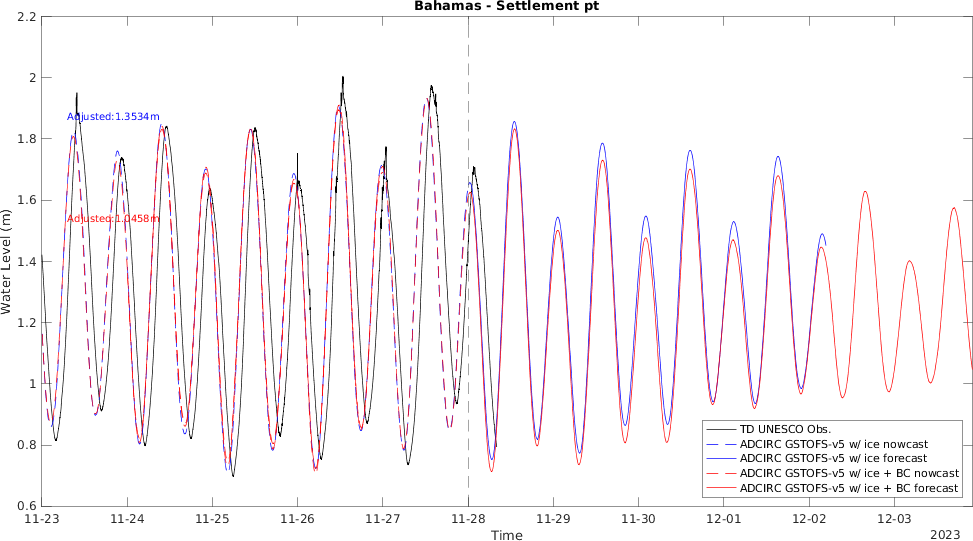 Bahamas - Settlement pt
2.2
2
1.8
1.6
1.4
1.2
1
0.8
0.6
Water Level (m)
Adjusted:1.3534m
Adjusted:1.0458m
TD UNESCO Obs.
ADCIRC GSTOFS-v5 w/ ice nowcast
ADCIRC GSTOFS-v5 w/ ice forecast
ADCIRC GSTOFS-v5 w/ ice + BC nowcast
ADCIRC GSTOFS-v5 w/ ice + BC forecast
11-23 11-24 11-25 11-26 11-27 11-28 11-29 11-30 12-01 12-02 12-03
Time
2023